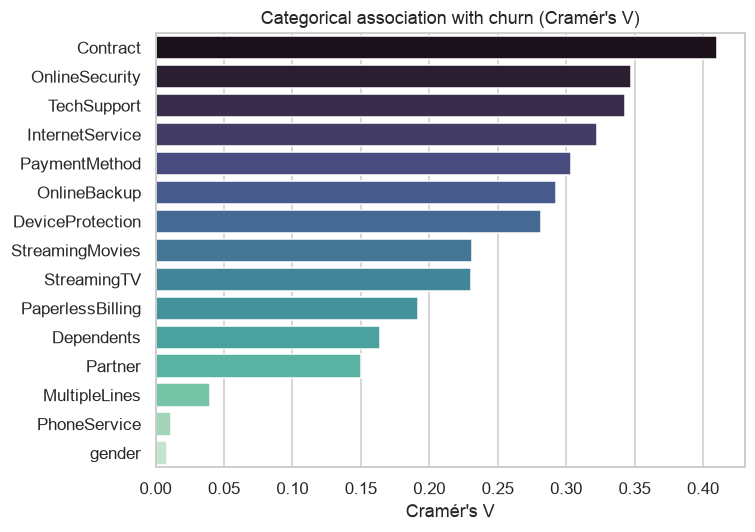 Categorical association with churn (Cramér's V)
Contract
OnlineSecurity
TechSupport
InternetService
PaymentMethod
OnlineBackup
DeviceProtection
StreamingMovies
StreamingTV
PaperlessBilling
Dependents
Partner
MultipleLines
PhoneService
gender
0.00 0.05 0.10 0.15 0.20 0.25 0.30 0.35 0.40
Cramér's V